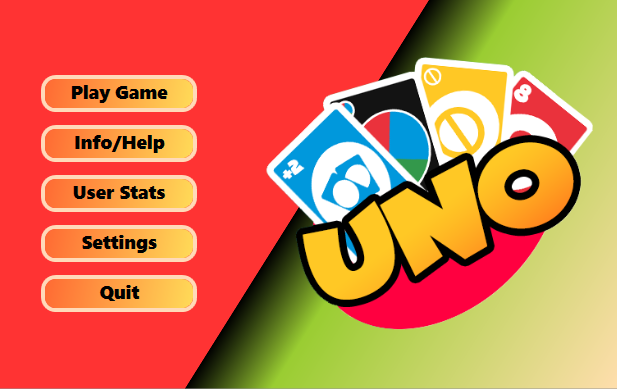 Play Game
Info/Help
User Stats
Settings
Quit
+2
8
UNO